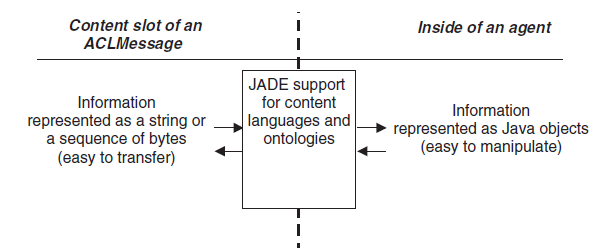 Content slot of an
ACLMessage
Inside of an agent
Information
represented as a string or
a sequence of bytes
(easy to transfer)
JADE support
for content
languages and
ontologies
Information
represented as Java objects
(easy to manipulate)